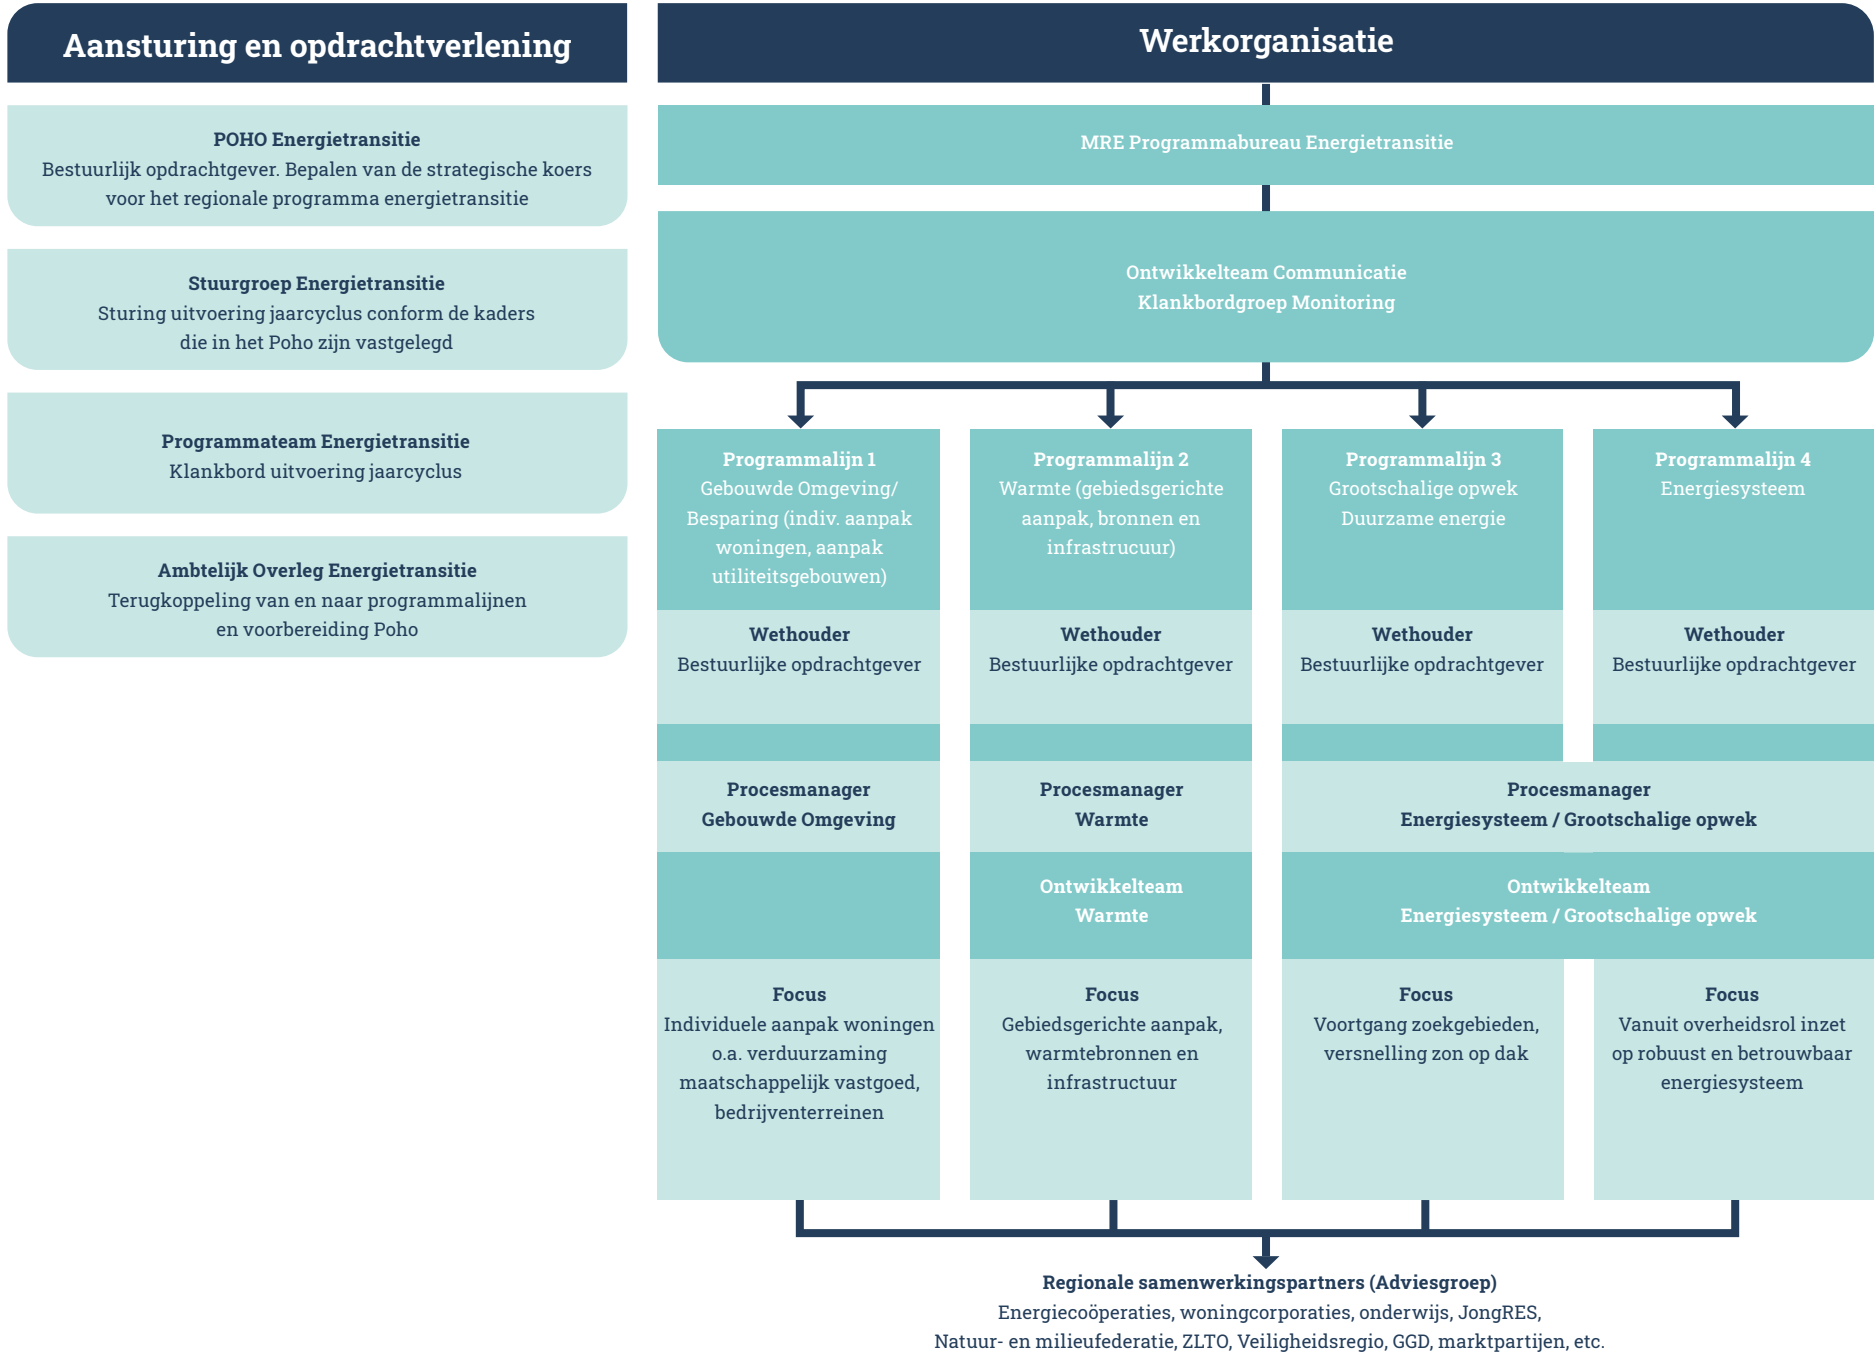 Aansturing en opdrachtverlening
POHO Energietransitie
Bestuurlijk opdrachtgever. Bepalen van de strategische koers
voor het regionale programma energietransitie
Stuurgroep Energietransitie
Sturing uitvoering jaarcyclus conform de kaders
die in het Poho zijn vastgelegd
Programmateam Energietransitie
Klankbord uitvoering jaarcyclus
Ambtelijk Overleg Energietransitie
Terugkoppeling van en naar programmalijnen
en voorbereiding Poho
Werkorganisatie
MRE Programmabureau Energietransitie
Ontwikkelteam Communicatie
Klankbordgroep Monitoring
Programmalijn 1
Gebouwde Omgeving/
Besparing (indiv. aanpak
woningen, aanpak
utiliteitsgebouwen)
Programmalijn 2
Warmte (gebiedsgerichte
aanpak, bronnen en
infrastrucuur)
Programmalijn 3
Grootschalige opwek
Duurzame energie
Programmalijn 4
Energiesysteem
Wethouder
Bestuurlijke opdrachtgever
Wethouder
Bestuurlijke opdrachtgever
Wethouder
Bestuurlijke opdrachtgever
Wethouder
Bestuurlijke opdrachtgever
Procesmanager
Gebouwde Omgeving
Procesmanager
Warmte
Procesmanager
Energiesysteem / Grootschalige opwek
Ontwikkelteam
Warmte
Ontwikkelteam
Energiesysteem / Grootschalige opwek
Focus
Individuele aanpak woningen
o.a. verduurzaming
maatschappelijk vastgoed,
bedrijventerreinen
Focus
Gebiedsgerichte aanpak,
warmtebronnen en
infrastructuur
Focus
Voortgang zoekgebieden,
versnelling zon op dak
Focus
Vanuit overheidsrol inzet
op robuust en betrouwbaar
energiesysteem
Regionale samenwerkingspartners (Adviesgroep)
Energiecoöperaties, woningcorporaties, onderwijs, JongRES,
Natuur- en milieufederatie, ZLTO, Veiligheidsregio, GGD, marktpartijen, etc.